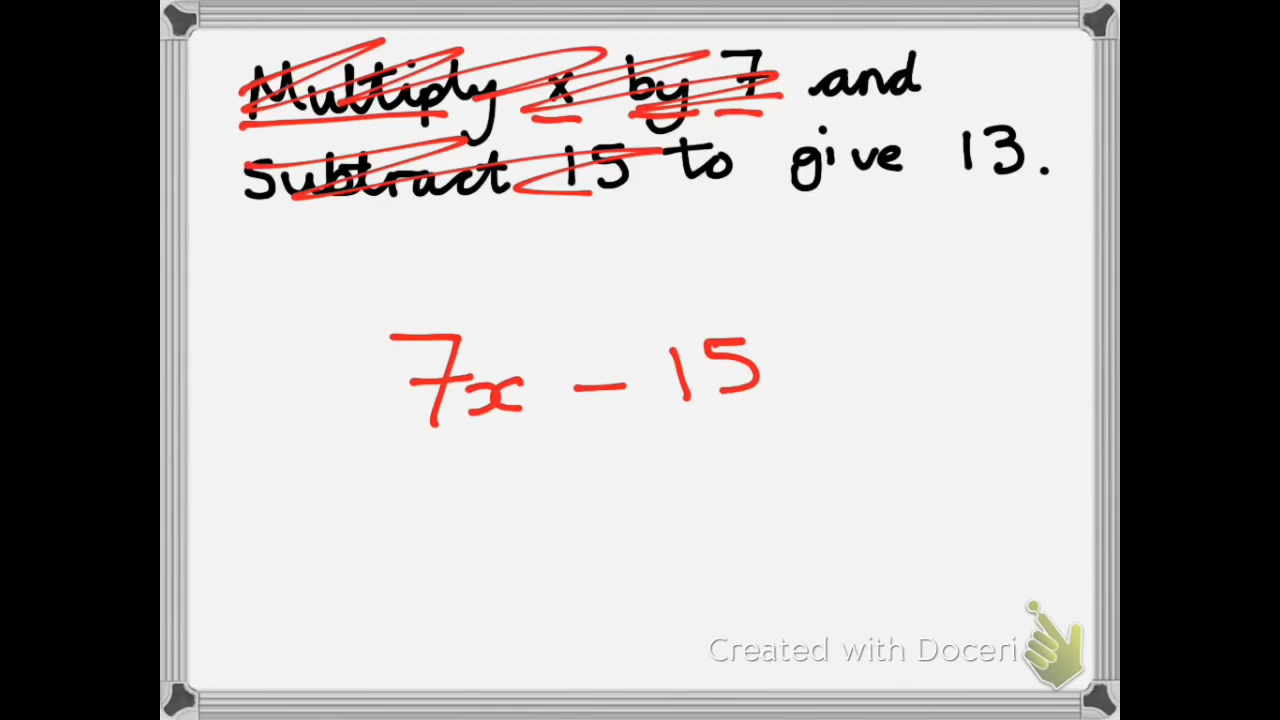 Multiply x by 7 and
Subtract 15 to give 13.
7x - 15
Created with Doceri